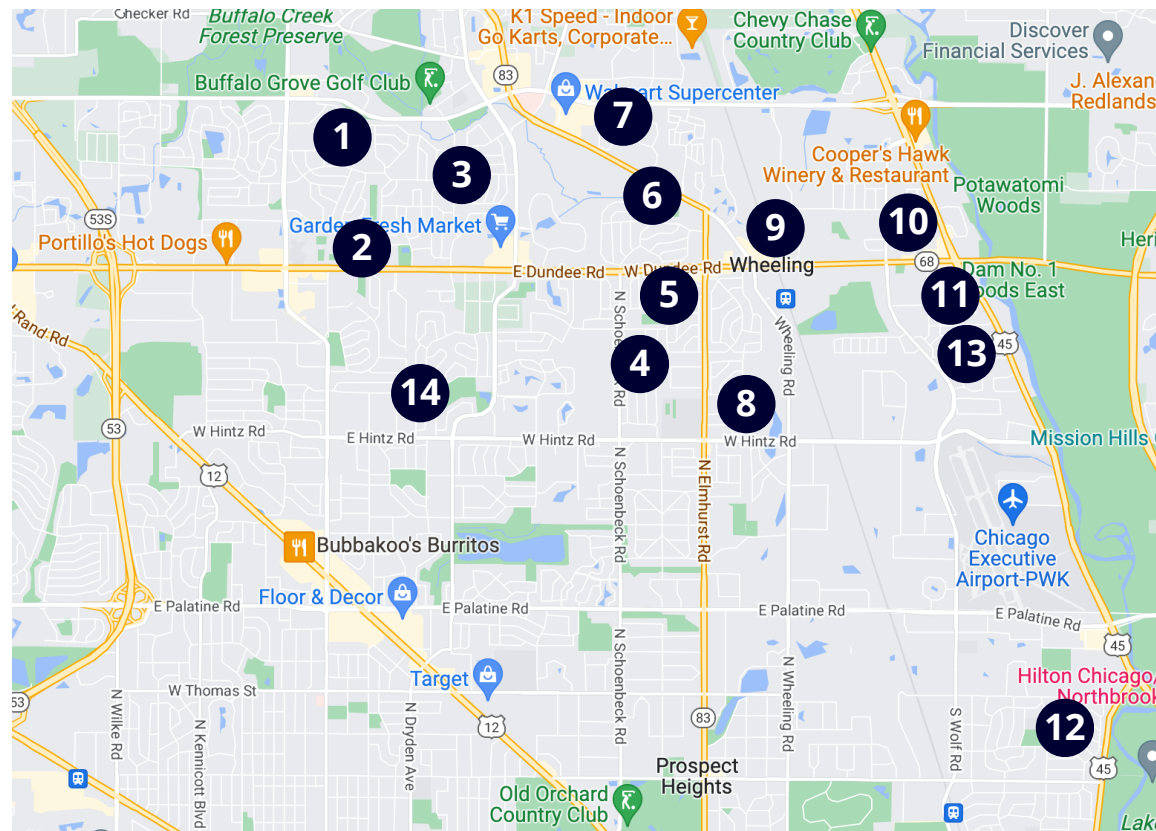 Checker Rd
Buffalo Creek
Forest Preserve
K1 Speed - Indoor
Go Karts, Corporate...
Chevy Chase
Country Club
Discover
Financial Services
83
Buffalo Grove Golf Club
Walmart Supercenter
J. Alexan
Redlands
7
1
Cooper's Hawk
Winery & Restaurant
3
6
Potawatomi
Woods
53S
Portillo's Hot Dogs
Garden Fresh Market
2
9
10
Heri
E Dundee Rd
W Dundee Rd
Wheeling
68
Dam No. 1
Woods East
5
11
W Rand Rd
N Schoenbeck Rd
4
Wheeling Rd
13
45
14
8
53
W Hintz Rd
E Hintz Rd
W Hintz Rd
W Hintz Rd
Mission Hills
12
N Schoenbeck Rd
N Elmhurst Rd
Chicago
Executive
Airport-PWK
Bubbakoo's Burritos
Floor & Decor
E Palatine Rd
E Palatine Rd
E Palatine Rd
E Palatine Rd
45
Target
W Thomas St
N Schoenbeck Rd
N Wheeling Rd
Hilton Chicago/
Northbrook
53
N Wilke Rd
N Kennicott Blvd
N Dryden Ave
12
83
S Wolf Rd
12
45
Prospect
Heights
Old Orchard
Country Club
Lake